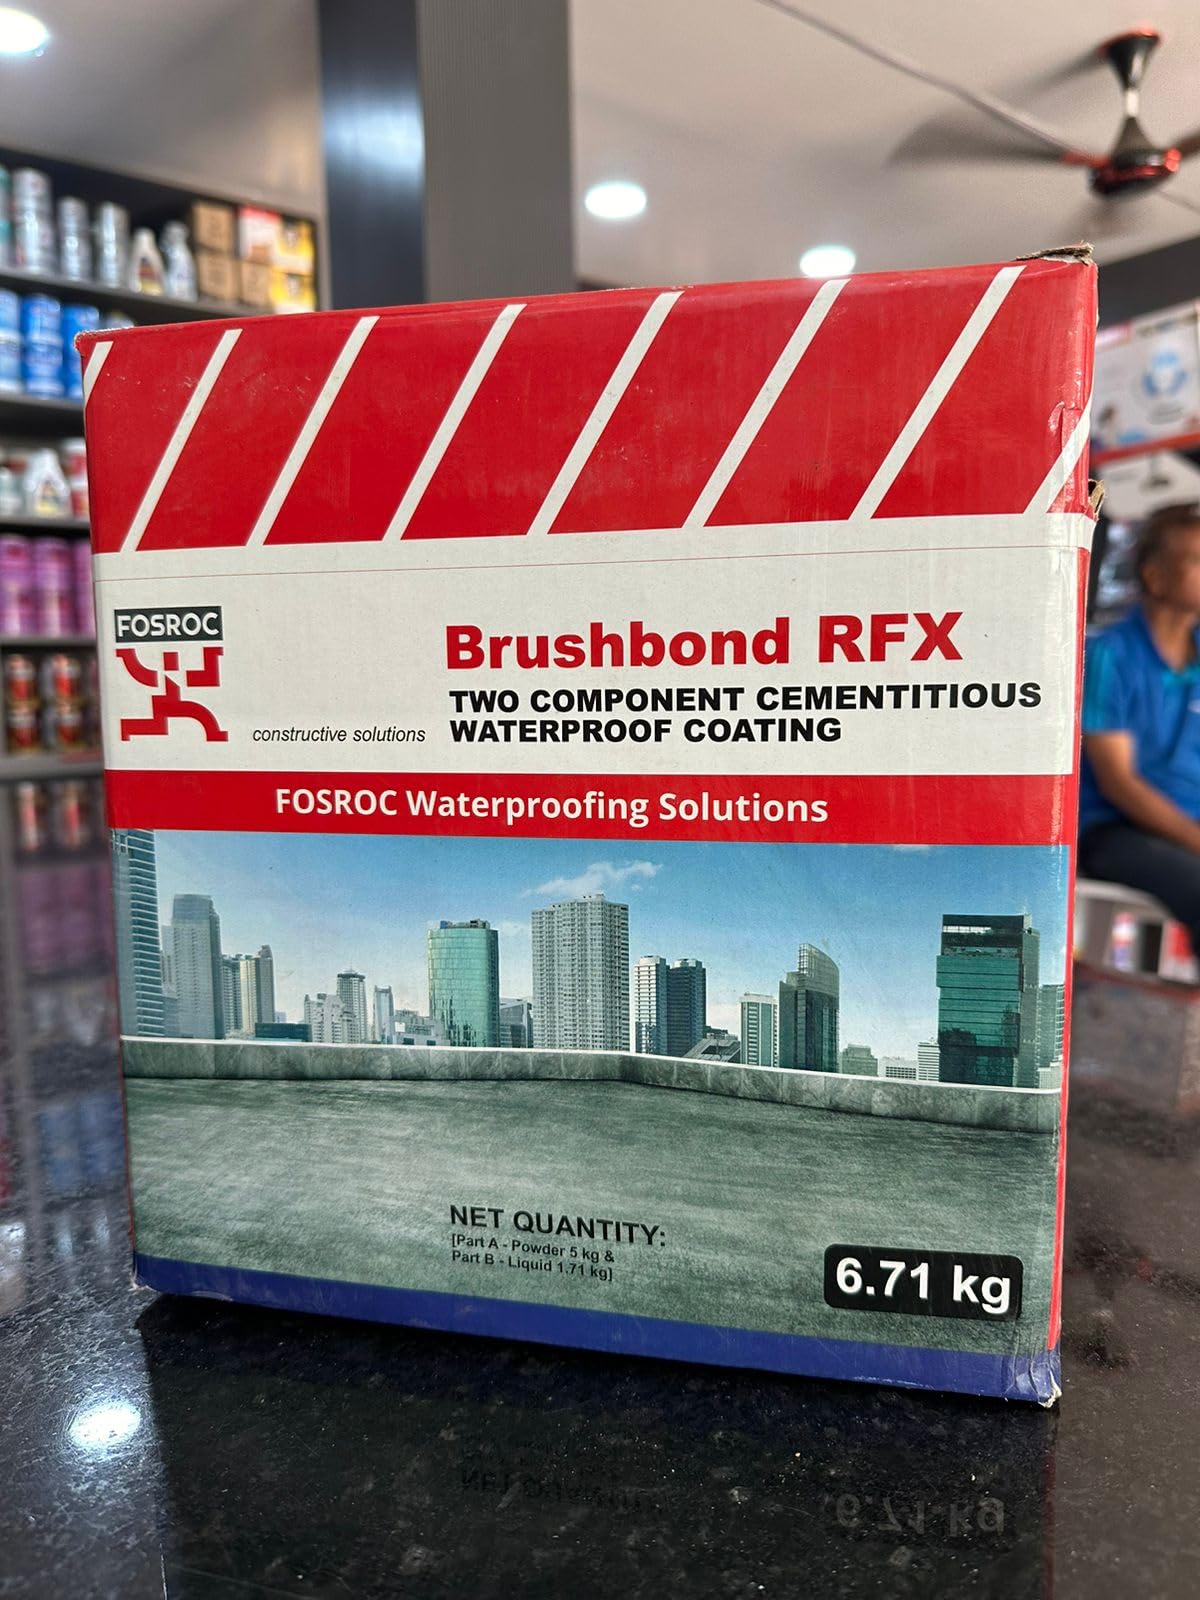 FOSROC
constructive solutions
Brushbond RFX
TWO COMPONENT CEMENTITIOUS
WATERPROOF COATING
FOSROC Waterproofing Solutions
NET QUANTITY:
[Part A - Powder 5 kg &
Part B - Liquid 1.71 kg]
6.71 kg